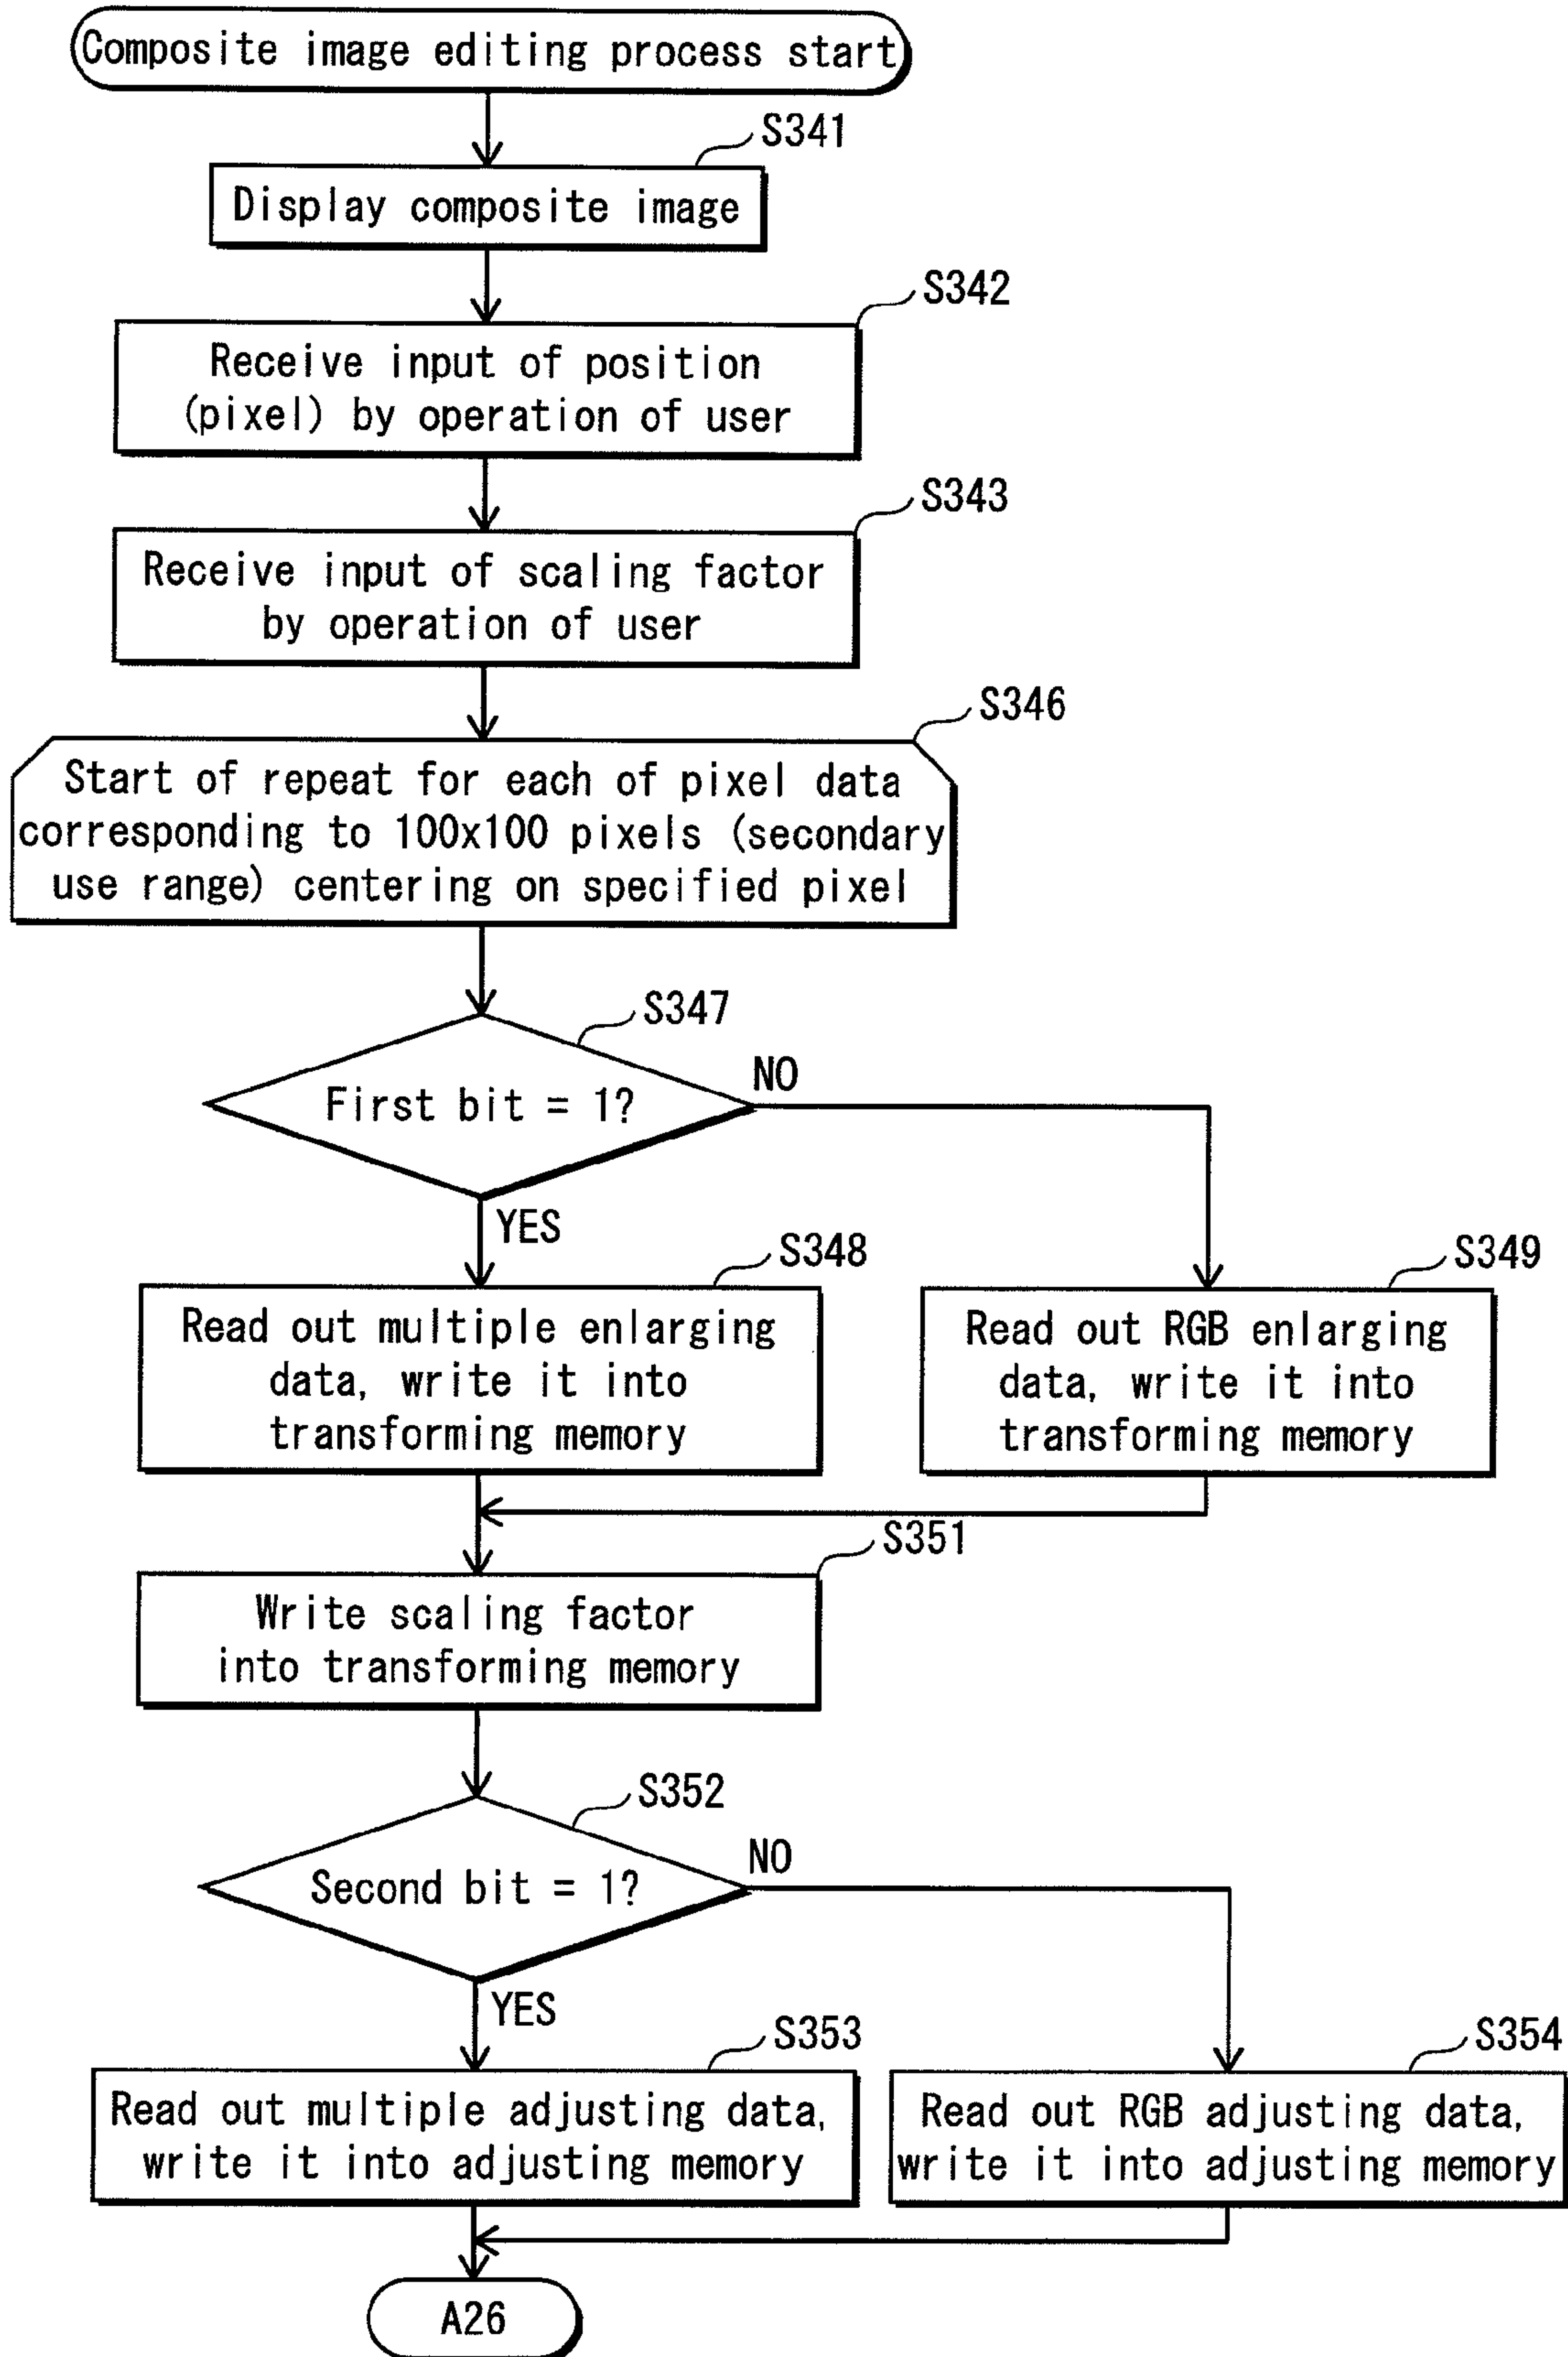 Composite image editing process start
S341
Display composite image
S342
Receive input of position
(pixel) by operation of user
S343
Receive input of scaling factor
by operation of user
S346
Start of repeat for each of pixel data
corresponding to 100x100 pixels (secondary
use range) centering on specified pixel
S347
First bit = 1?
NO
YES
S348
Read out multiple enlarging
data, write it into
transforming memory
S349
Read out RGB enlarging
data, write it into
transforming memory
S351
Write scaling factor
into transforming memory
S352
Second bit = 1?
NO
YES
S353
Read out multiple adjusting data,
write it into adjusting memory
S354
Read out RGB adjusting data,
write it into adjusting memory
A26